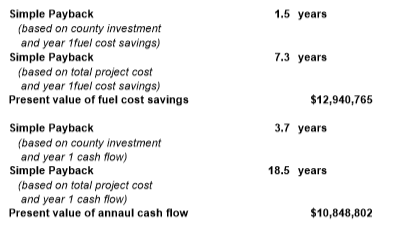 Simple Payback 1.5 years
(based on county investment
and year 1fuel cost savings)
Simple Payback 7.3 years
(based on total project cost
and year 1fuel cost savings)
Present value of fuel cost savings $12,940,765
Simple Payback 3.7 years
(based on county investment
and year 1 cash flow)
Simple Payback 18.5 years
(based on total project cost
and year 1 cash flow)
Present value of annaul cash flow $10,848,802